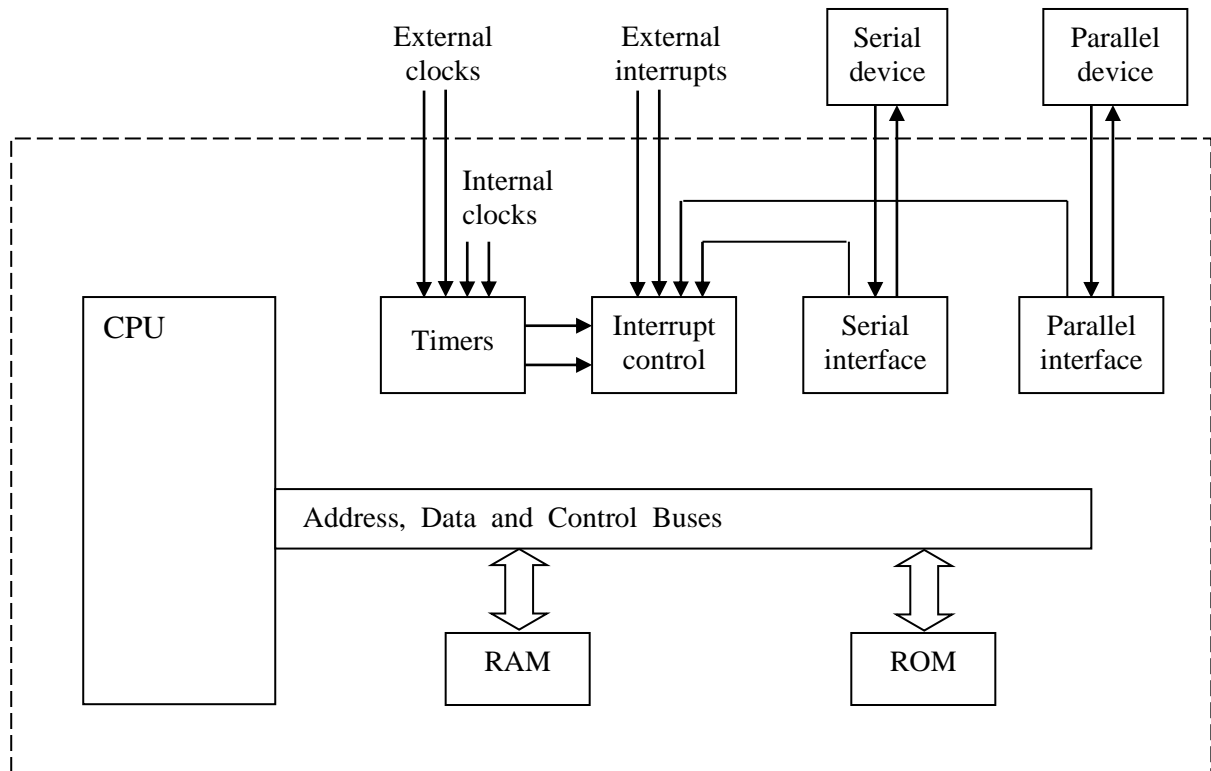 External
clocks
External
interrupts
Serial
device
Parallel
device
Internal
clocks
CPU
Timers
Interrupt
control
Serial
interface
Parallel
interface
Address, Data and Control Buses
RAM
ROM